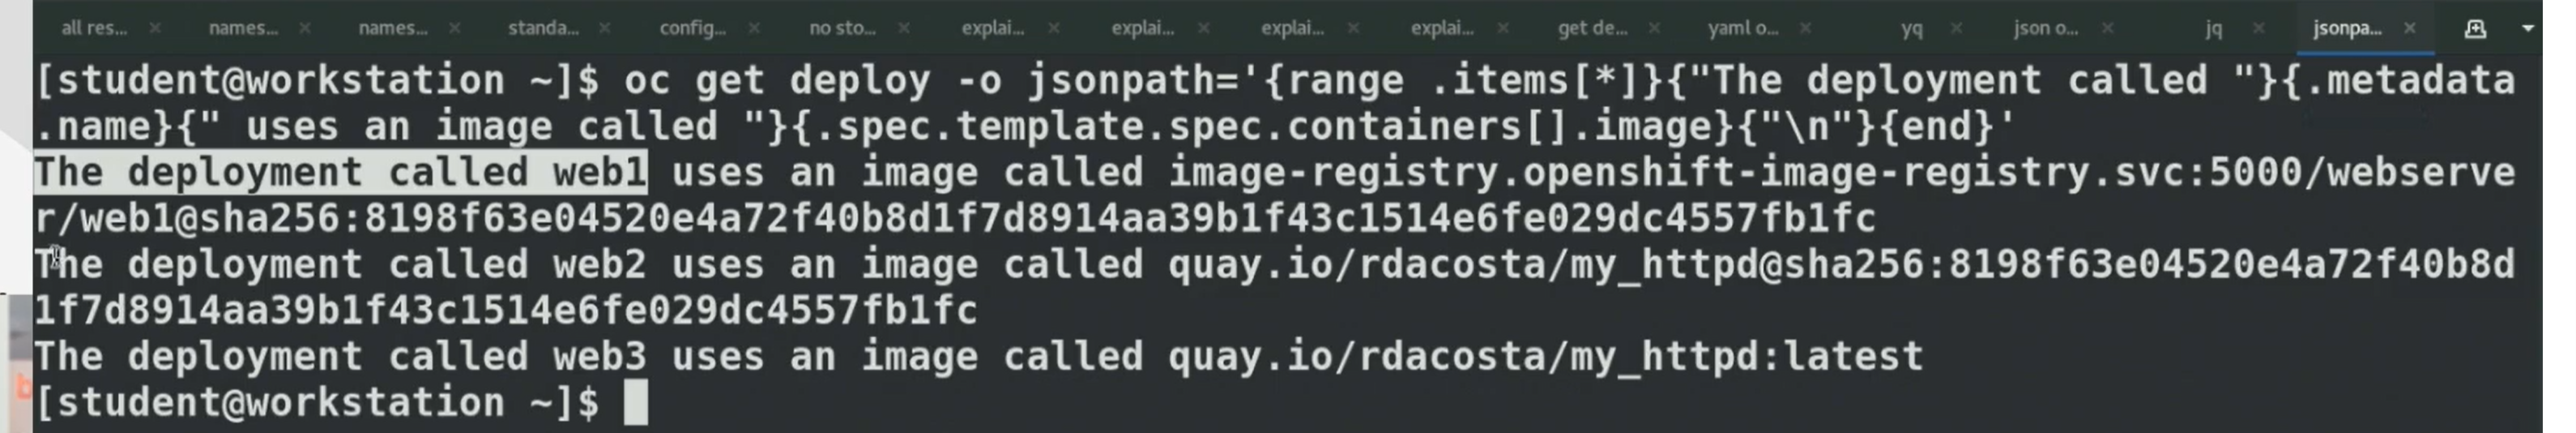 all res... × names... × names... × standa... × config... × no sto... × explai... × explai... × explai... × explai... × get de... × yaml o... × yq × json o... × jq × jsonpa... ×
[student@workstation ~]$ oc get deploy -o jsonpath='{range .items[*]}{"The deployment called "}{.metadata
.name}{" uses an image called "}{.spec.template.spec.containers[].image}{"\n"}{end}'
The deployment called web1 uses an image called image-registry.openshift-image-registry.svc:5000/webserve
r/web1@sha256:8198f63e04520e4a72f40b8d1f7d8914aa39b1f43c1514e6fe029dc4557fb1fc
The deployment called web2 uses an image called quay.io/rdacosta/my_httpd@sha256:8198f63e04520e4a72f40b8d
1f7d8914aa39b1f43c1514e6fe029dc4557fb1fc
The deployment called web3 uses an image called quay.io/rdacosta/my_httpd:latest
[student@workstation ~]$